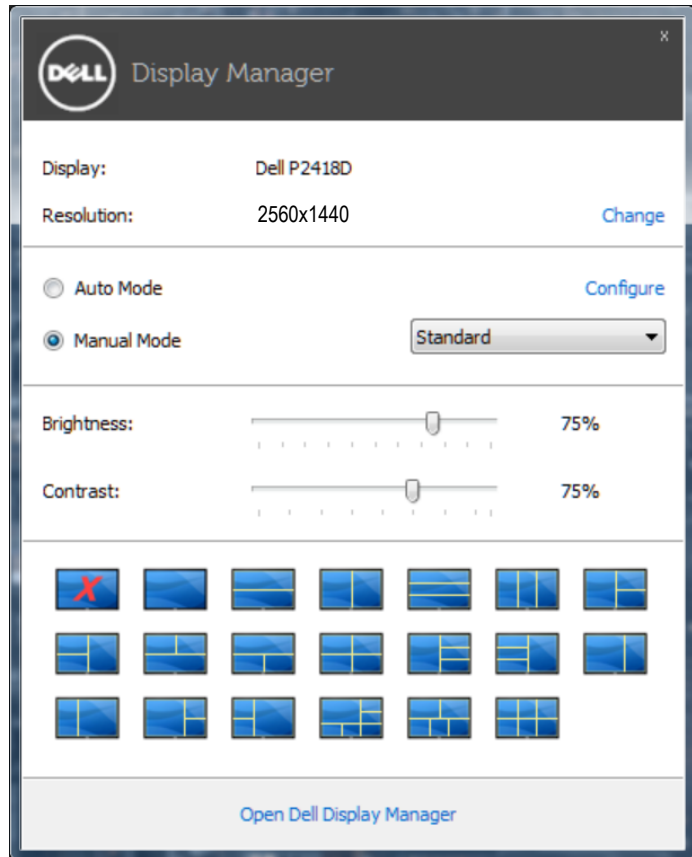 x
DELL Display Manager
Display: Dell P2418D
Resolution: 2560x1440 Change
Auto Mode Configure
Manual Mode Standard
Brightness: 75%
Contrast: 75%
Open Dell Display Manager